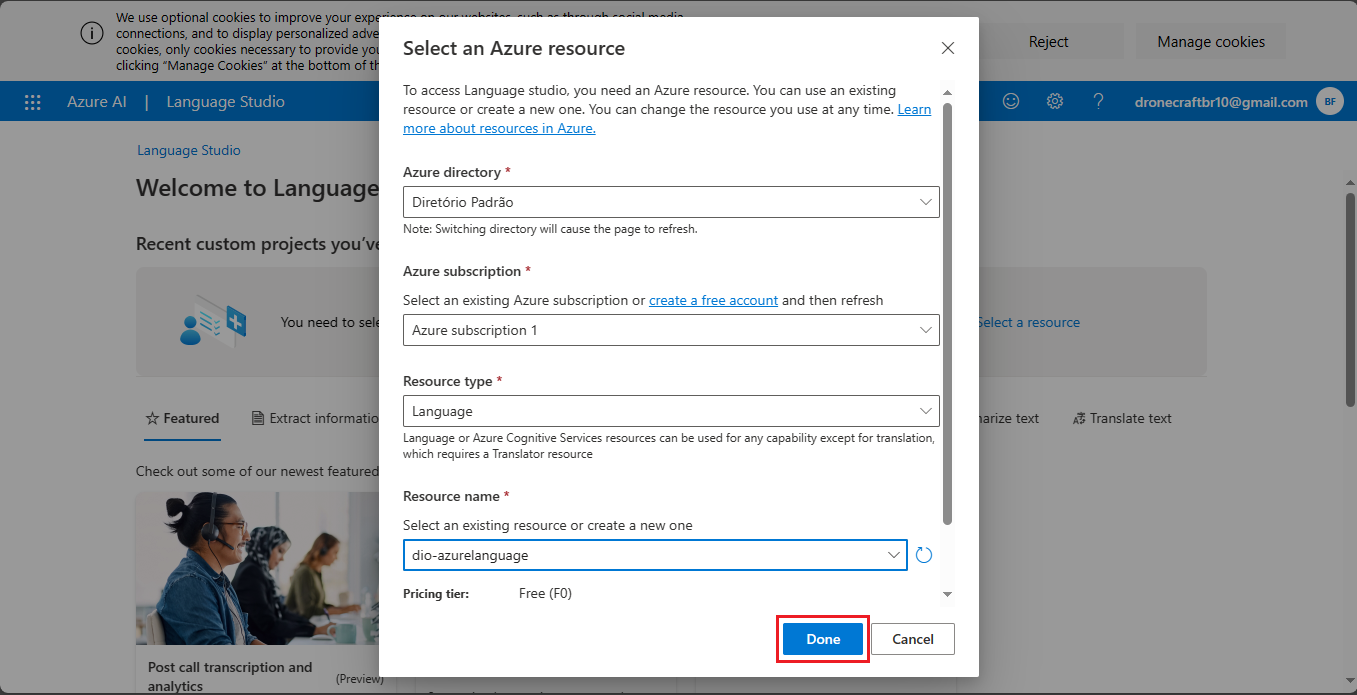 We use optional cookies to improve your experience on our websites, such as through social media
connections, and to display personalized adve
cookies, only cookies necessary to provide you
clicking "Manage Cookies" at the bottom of th
Reject
Manage cookies
Azure AI | Language Studio
? dronecraftbr10@gmail.com BF
Language Studio
Welcome to Language
Recent custom projects you've
You need to sele
Select a resource
Featured
Extract informatio
arize text
Translate text
Check out some of our newest featured
Post call transcription and
analytics
(Preview)
Select an Azure resource
To access Language studio, you need an Azure resource. You can use an existing
resource or create a new one. You can change the resource you use at any time. Learn
more about resources in Azure.
Azure directory *
Diretório Padrão
Note: Switching directory will cause the page to refresh.
Azure subscription *
Select an existing Azure subscription or create a free account and then refresh
Azure subscription 1
Resource type *
Language
Language or Azure Cognitive Services resources can be used for any capability except for translation,
which requires a Translator resource
Resource name *
Select an existing resource or create a new one
dio-azurelanguage
Pricing tier: Free (F0)
Done
Cancel